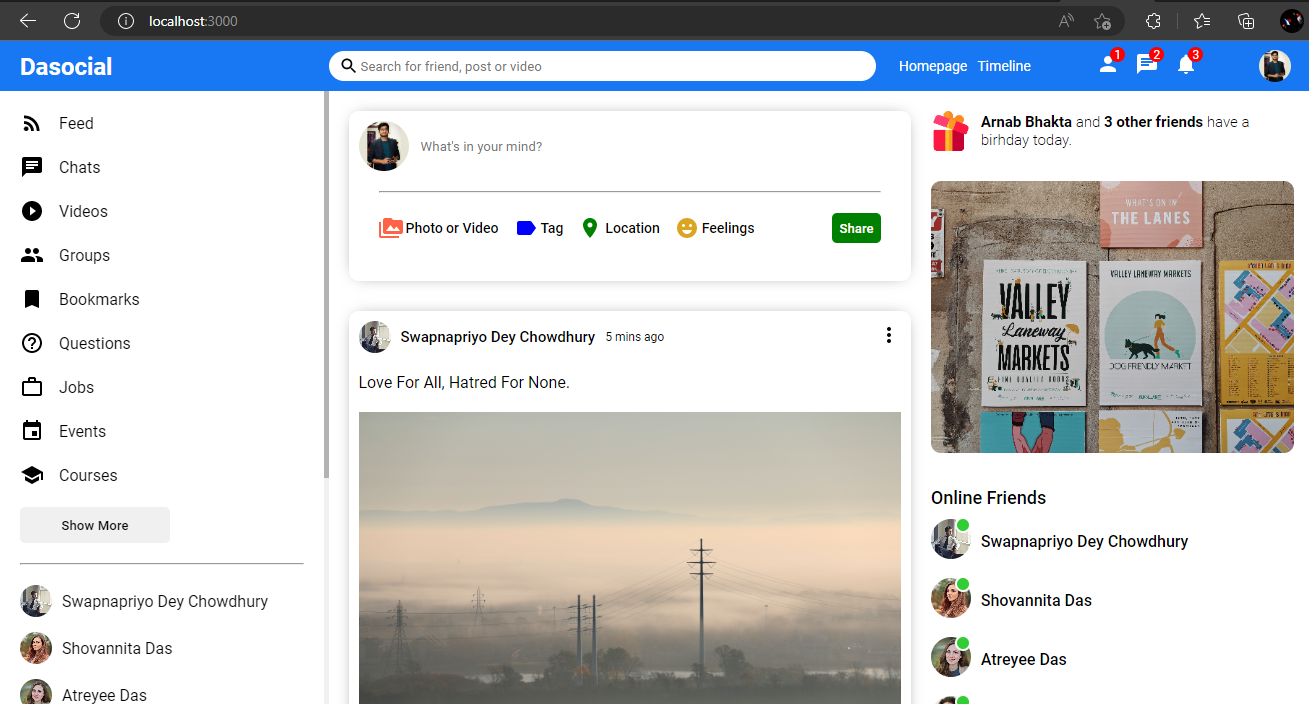 localhost:3000
Dasocial
Search for friend, post or video
Homepage Timeline
1
2
3
Feed
Chats
Videos
Groups
Bookmarks
Questions
Jobs
Events
Courses
Show More
Swapnapriyo Dey Chowdhury
Shovannita Das
Atreyee Das
What's in your mind?
Photo or Video
Tag
Location
Feelings
Share
Swapnapriyo Dey Chowdhury 5 mins ago
Love For All, Hatred For None.
Arnab Bhakta and 3 other friends have a
birhday today.
WHAT'S ON IN
THE LANES
VALLEY
Laneway
MARKETS
VALLEY LANEWAY MARKETS
DOG FRIENDLY MARKET
Online Friends
Swapnapriyo Dey Chowdhury
Shovannita Das
Atreyee Das